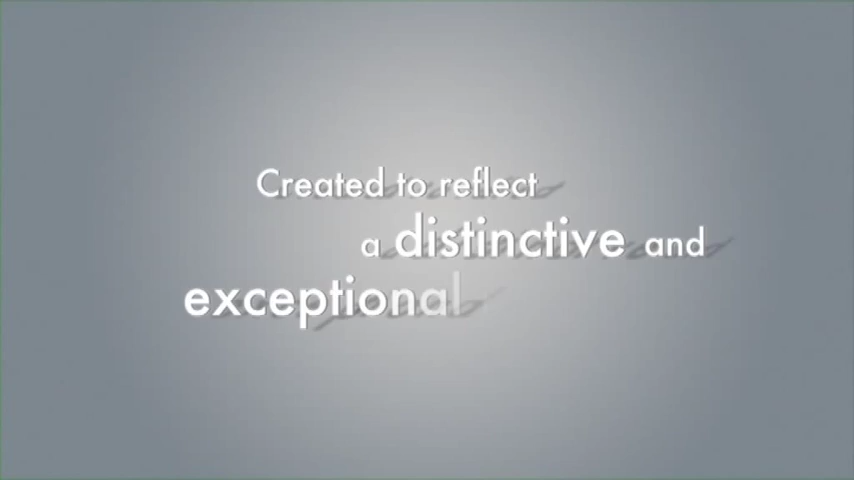 Created to reflect
a distinctive and
exceptional